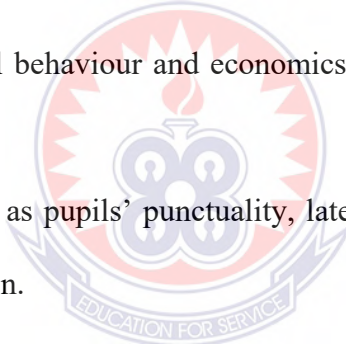 l behaviour and economics
as pupils' punctuality, late
n.
EDUCATION FOR SERVICE